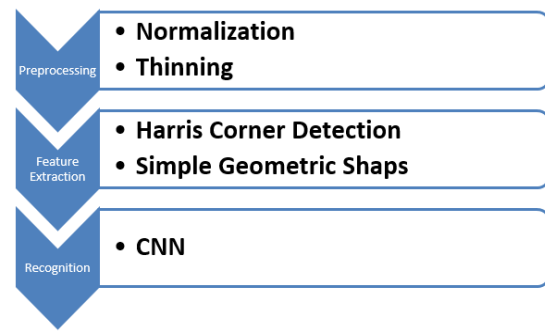 Preprocessing
• Normalization
• Thinning
Feature
Extraction
• Harris Corner Detection
• Simple Geometric Shaps
Recognition
• CNN